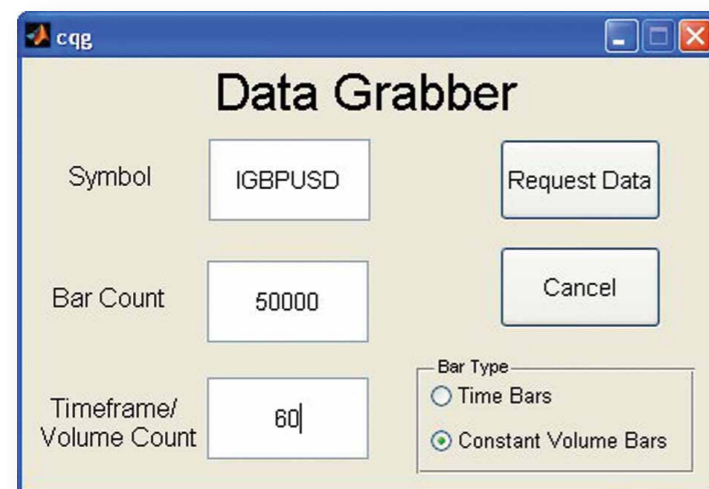 cqg
Data Grabber
Symbol
IGBPUSD
Request Data
Bar Count
50000
Cancel
Timeframe/
Volume Count
60
Bar Type
Time Bars
Constant Volume Bars